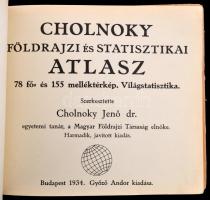 CHOLNOKY
FÖLDRAJZI ÉS STATISZTIKAI
ATLASZ
78 fő- és 155 melléktérkép. Világstatisztika.
Szerkesztette
Cholnoky Jenő dr.
egyetemi tanár, a Magyar Földrajzi Társaság elnöke.
Harmadik, javított kiadás.
Budapest 1934. Győző Andor kiadása.